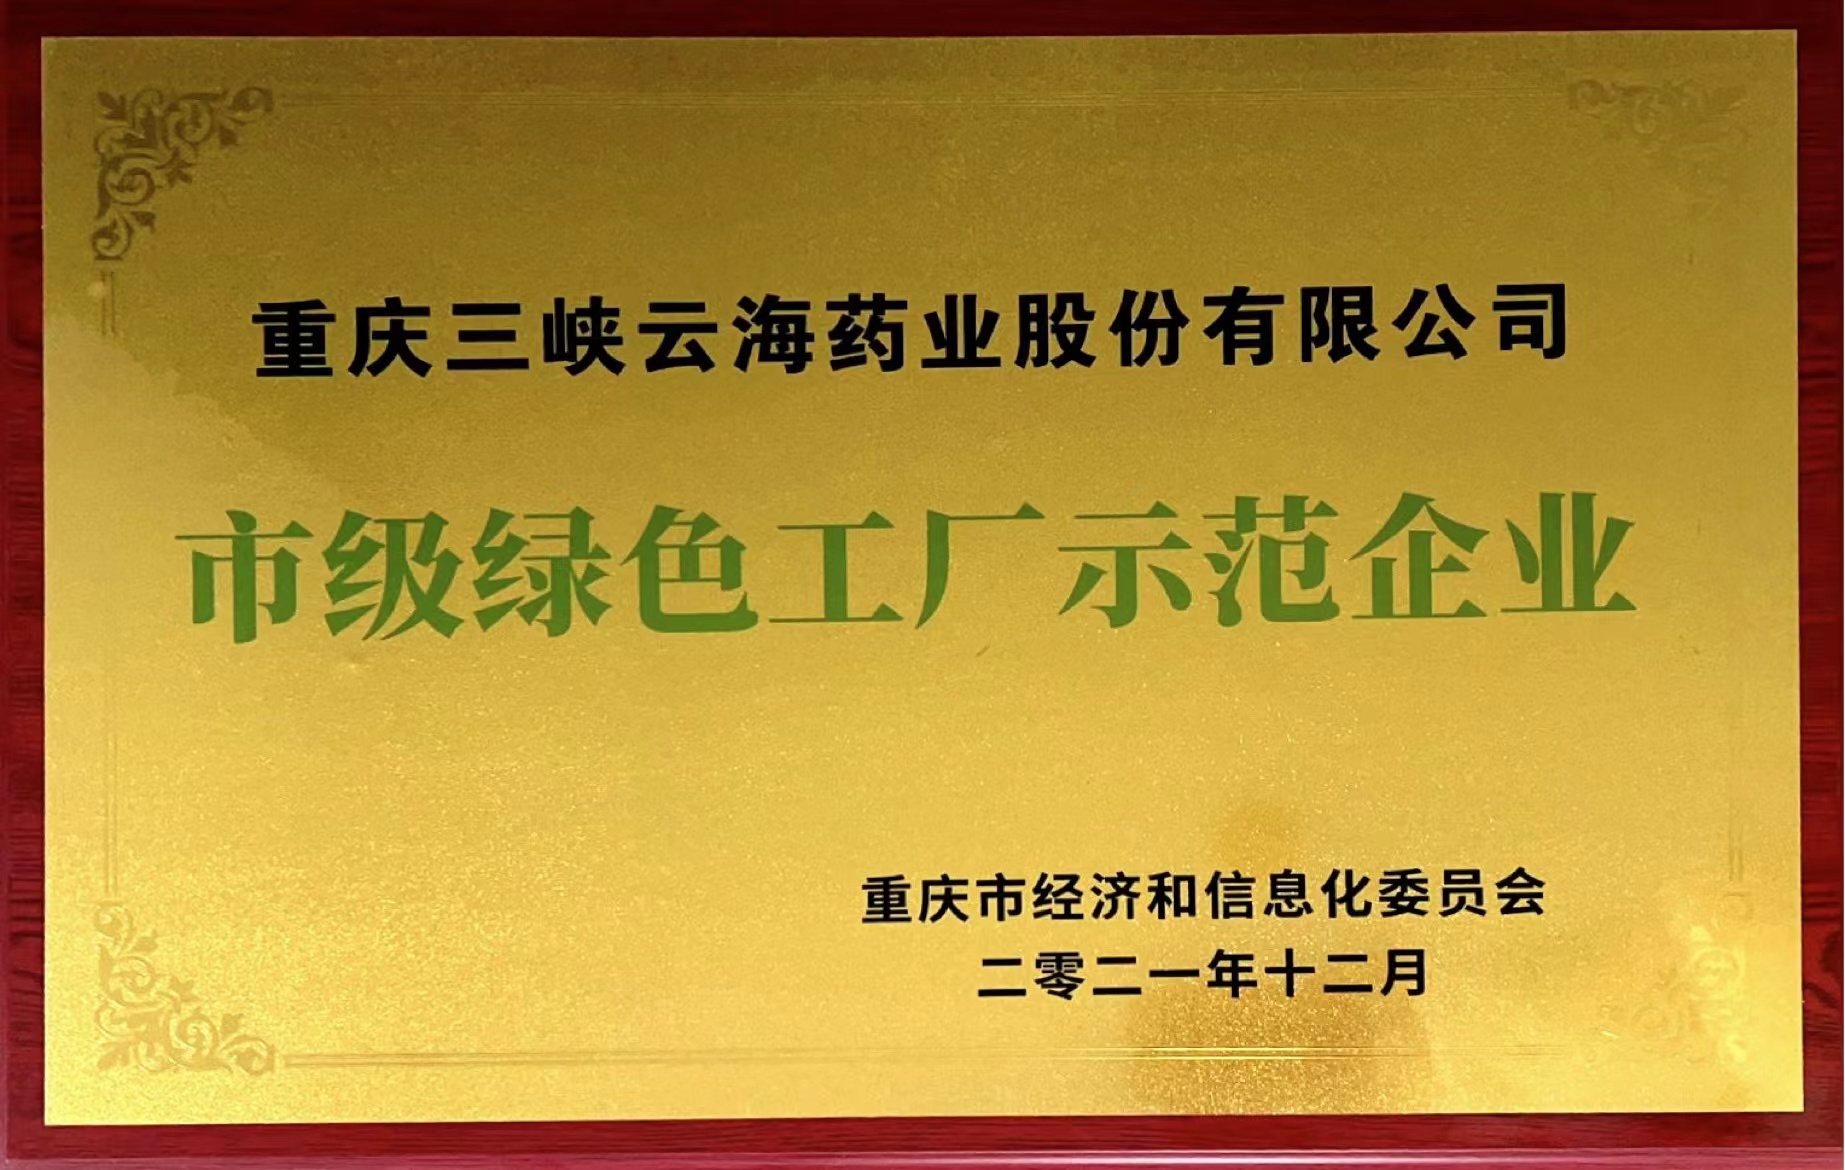 重庆三峡云海药业股份有限公司
市级绿色工厂示范企业
重庆市经济和信息化委员会
二零二一年十二月